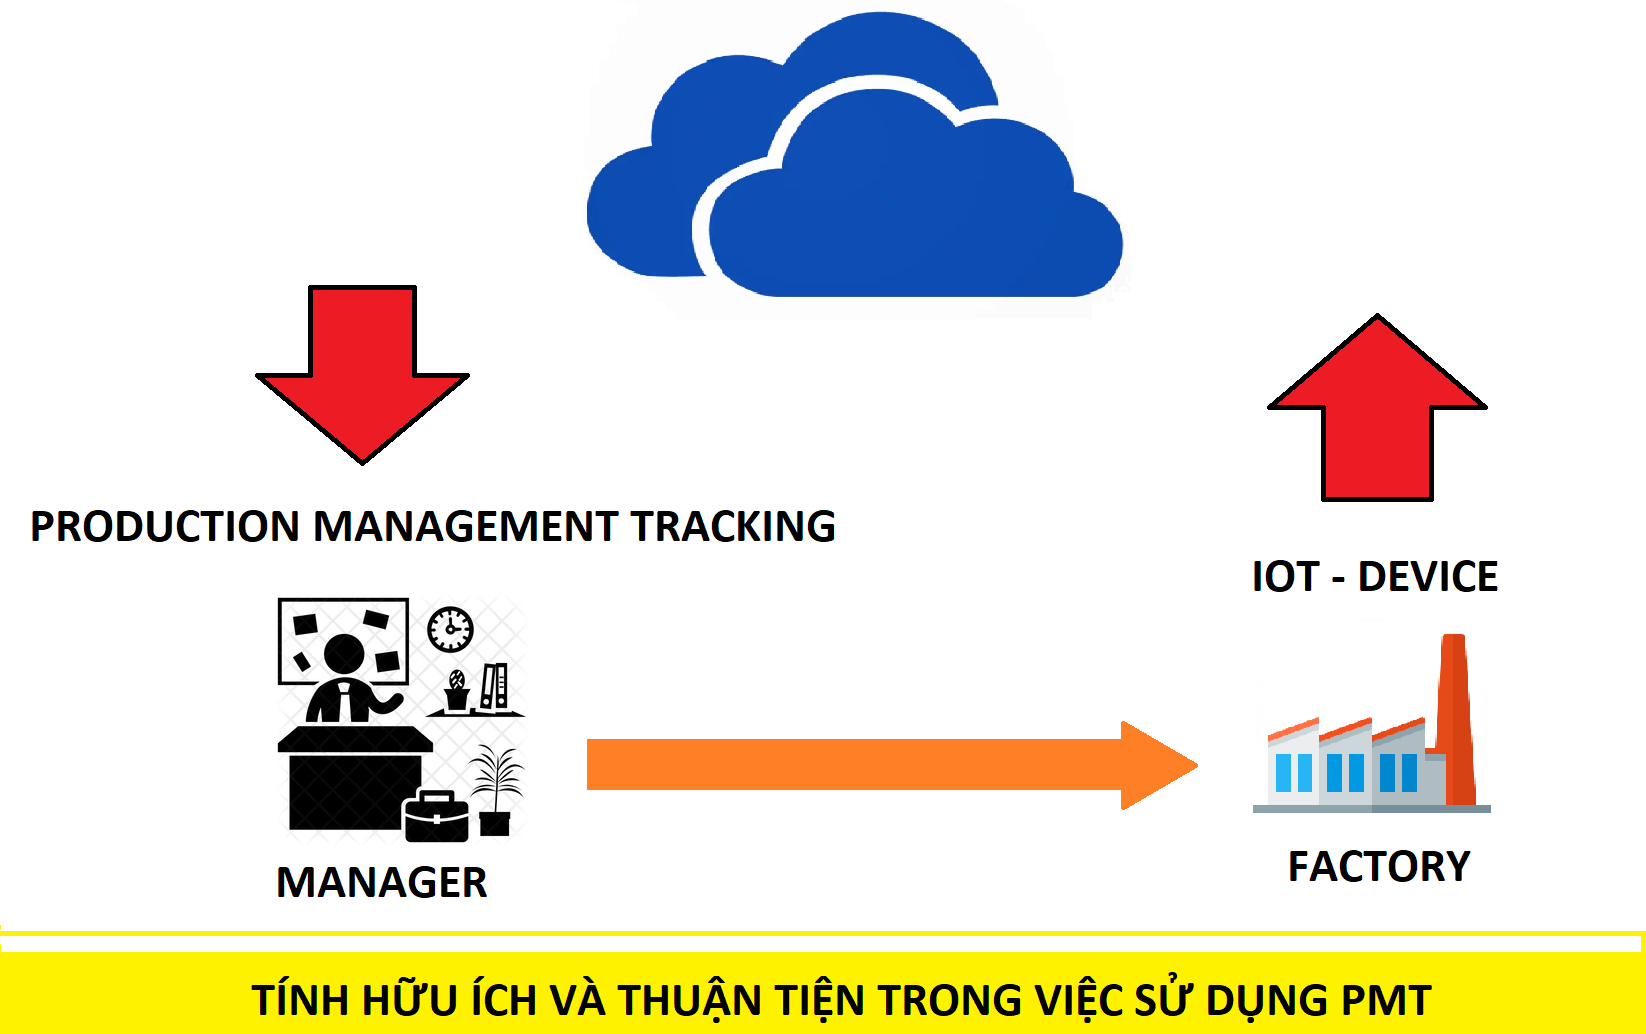 PRODUCTION MANAGEMENT TRACKING
IOT - DEVICE
MANAGER
FACTORY
TÍNH HỮU ÍCH VÀ THUẬN TIỆN TRONG VIỆC SỬ DỤNG PMT